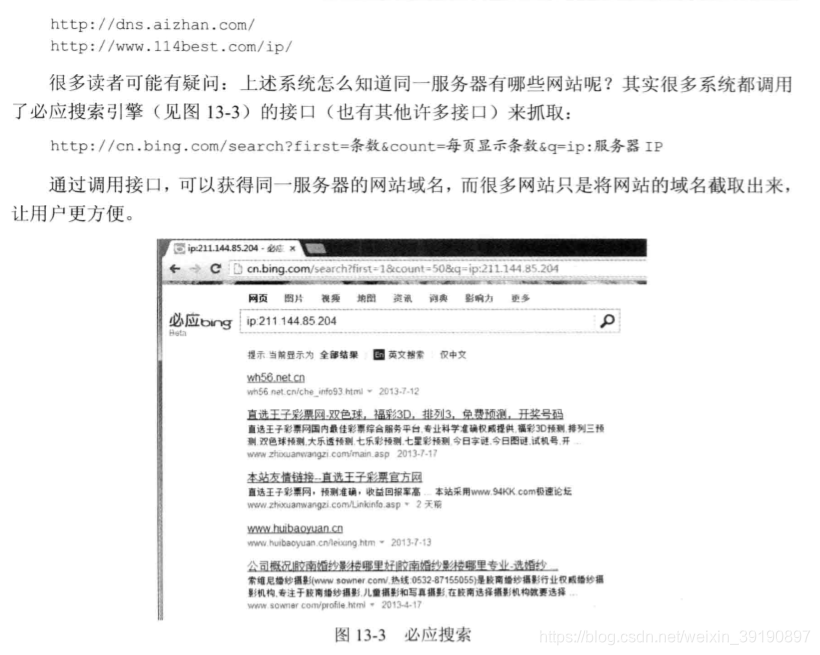 http://dns.aizhan.com/
http://www.114best.com/ip/
很多读者可能有疑问：上述系统怎么知道同一服务器有哪些网站呢？其实很多系统都调用
了必应搜索引擎（见图 13-3）的接口（也有其他许多接口）来抓取：
http://cn.bing.com/search?first=条数&count=每页显示条数&q=ip:服务器 IP
通过调用接口，可以获得同一服务器的网站域名，而很多网站只是将网站的域名截取出来，
让用户更方便。
ip:211.144.85.204 - 必应 ×
cn.bing.com/search?first=1&count=50&q=ip:211.144.85.204
网页 图片 视频 地图 资讯 词典 影响力 更多
必应bing ip:211.144.85.204
Beta
提示 当前显示为 全部结果 | En 英文搜索 | 仅中文
wh56.net.cn
wh56.net.cn/che_info93.html 2013-7-12
直选王子彩票网-双色球，福彩3D，排列3，免费预测，开奖号码
直选王子彩票网国内最佳彩票综合服务平台,专业科学准确权威提供,福彩3D预测,排列三预
测,双色球预测,大乐透预测,七乐彩预测,七星彩预测,今日字谜,今日图谜,试机号,开 ...
www.zhixuanwangzi.com/main.asp 2013-7-17
本站友情链接--直选王子彩票官方网
直选王子彩票网，预测准确，收益回报率高 ... 本站采用www.94KK.com极速论坛
www.zhixuanwangzi.com/Linkinfo.asp 2 天前
www.huibaoyuan.cn
www.huibaoyuan.cn/leixing.htm 2013-7-13
公司概况|胶南婚纱影楼哪里好|胶南婚纱影楼哪里专业-选婚纱 ...
索维尼婚纱摄影(www.sowner.com/,热线:0532-87155055)是胶南婚纱摄影行业权威婚纱摄
影机构,专注于胶南婚纱摄影,儿童摄影和写真摄影,在胶南选择摄影机构就要选择 ...
www.sowner.com/profile.html 2013-4-17
图 13-3 必应搜索
https://blog.csdn.net/weixin_39190897